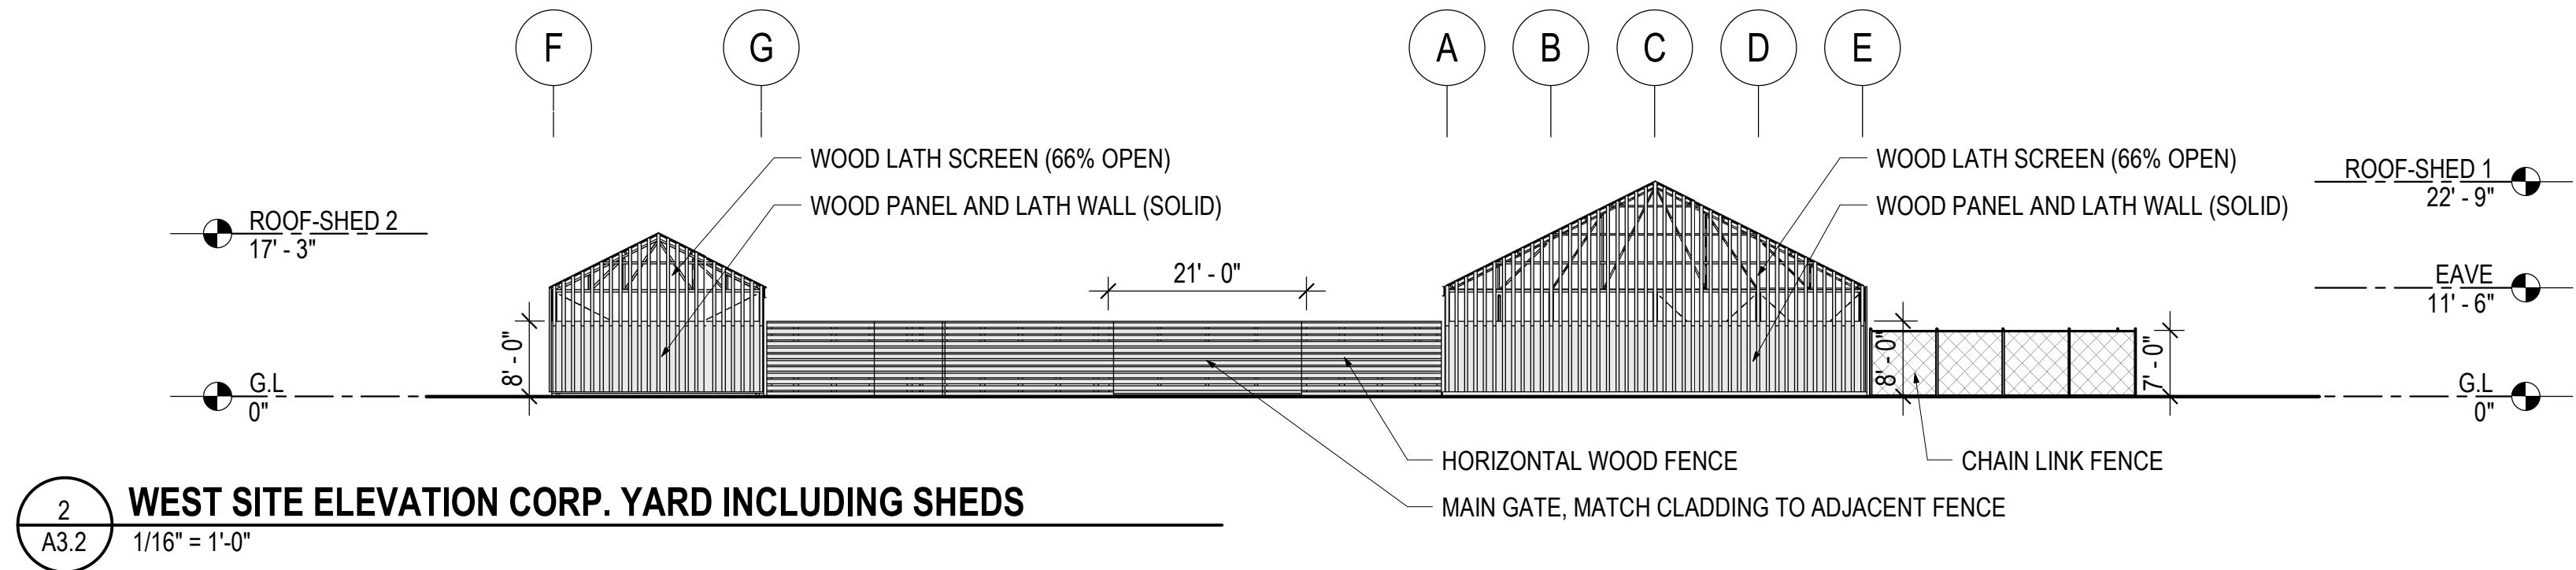 F
G
A
B
C
D
E
WOOD LATH SCREEN (66% OPEN)
WOOD PANEL AND LATH WALL (SOLID)
WOOD LATH SCREEN (66% OPEN)
WOOD PANEL AND LATH WALL (SOLID)
ROOF-SHED 1
22' - 9"
ROOF-SHED 2
17' - 3"
21' - 0"
EAVE
11' - 6"
8' - 0"
8' - 0"
7' - 0"
G.L
0"
G.L
0"
HORIZONTAL WOOD FENCE
CHAIN LINK FENCE
MAIN GATE, MATCH CLADDING TO ADJACENT FENCE
2
A3.2
WEST SITE ELEVATION CORP. YARD INCLUDING SHEDS
1/16" = 1'-0"